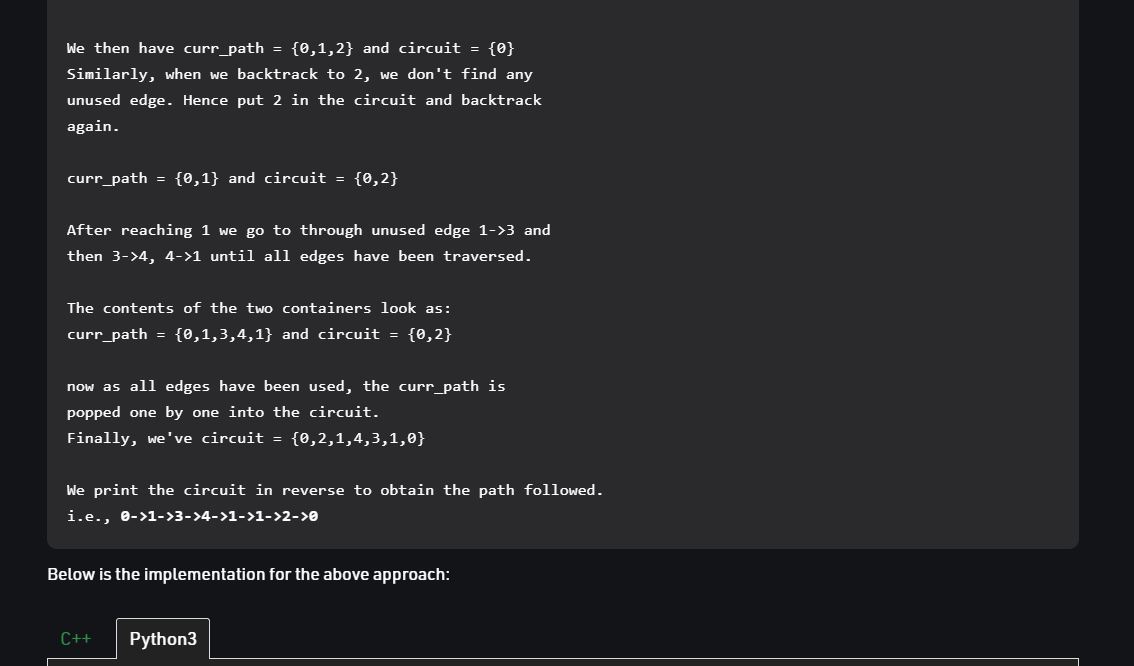 We then have curr_path = {0,1,2} and circuit = {0}
Similarly, when we backtrack to 2, we don't find any
unused edge. Hence put 2 in the circuit and backtrack
again.
curr_path = {0,1} and circuit = {0,2}
After reaching 1 we go to through unused edge 1->3 and
then 3->4, 4->1 until all edges have been traversed.
The contents of the two containers look as:
curr_path = {0,1,3,4,1} and circuit = {0,2}
now as all edges have been used, the curr_path is
popped one by one into the circuit.
Finally, we've circuit = {0,2,1,4,3,1,0}
We print the circuit in reverse to obtain the path followed.
i.e., 0->1->3->4->1->1->2->0
Below is the implementation for the above approach:
C++ Python3